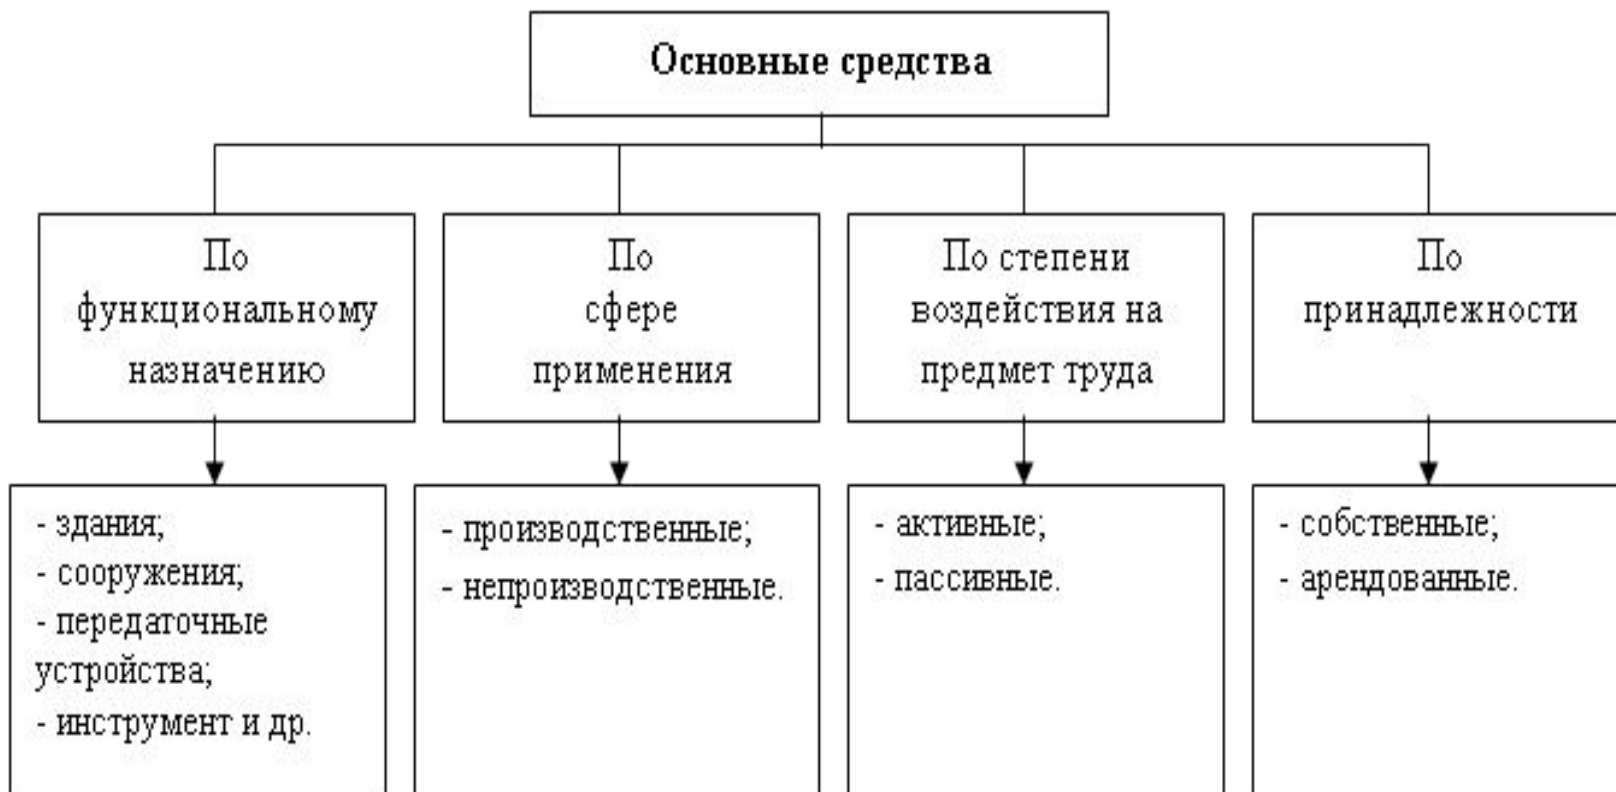 Основные средства
По
функциональному
назначению
По
сфере
применения
По степени
воздействия на
предмет труда
По
принадлежности
- здания;
- сооружения;
- передаточные
устройства;
- инструмент и др.
- производственные;
- непроизводственные.
- активные;
- пассивные.
- собственные;
- арендованные.